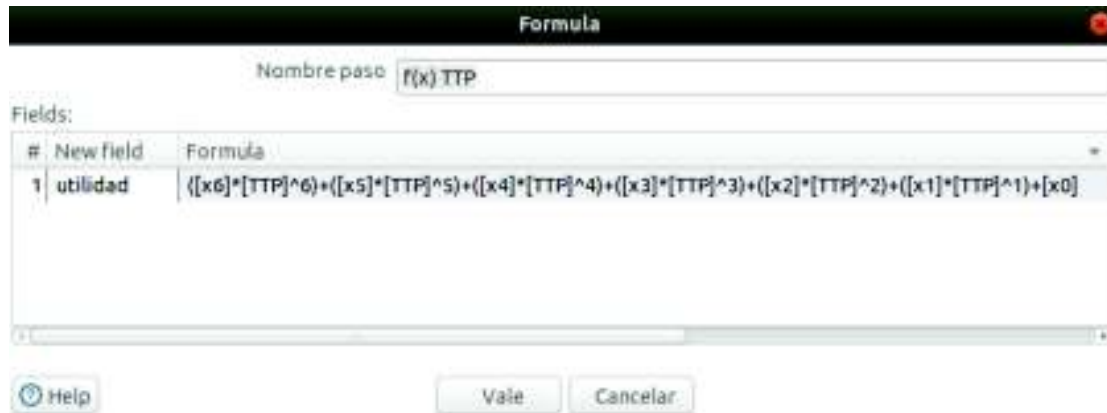 Formula
Nombre paso f'(x) TTP
Fields:
# New field Formula
1 utilidad ([x6]*[TTP]^6)+([x5]*[TTP]^5)+([x4]*[TTP]^4)+([x3]*[TTP]^3)+([x2]*[TTP]^2)+([x1]*[TTP]^1)+[x0]
Help Vale Cancelar